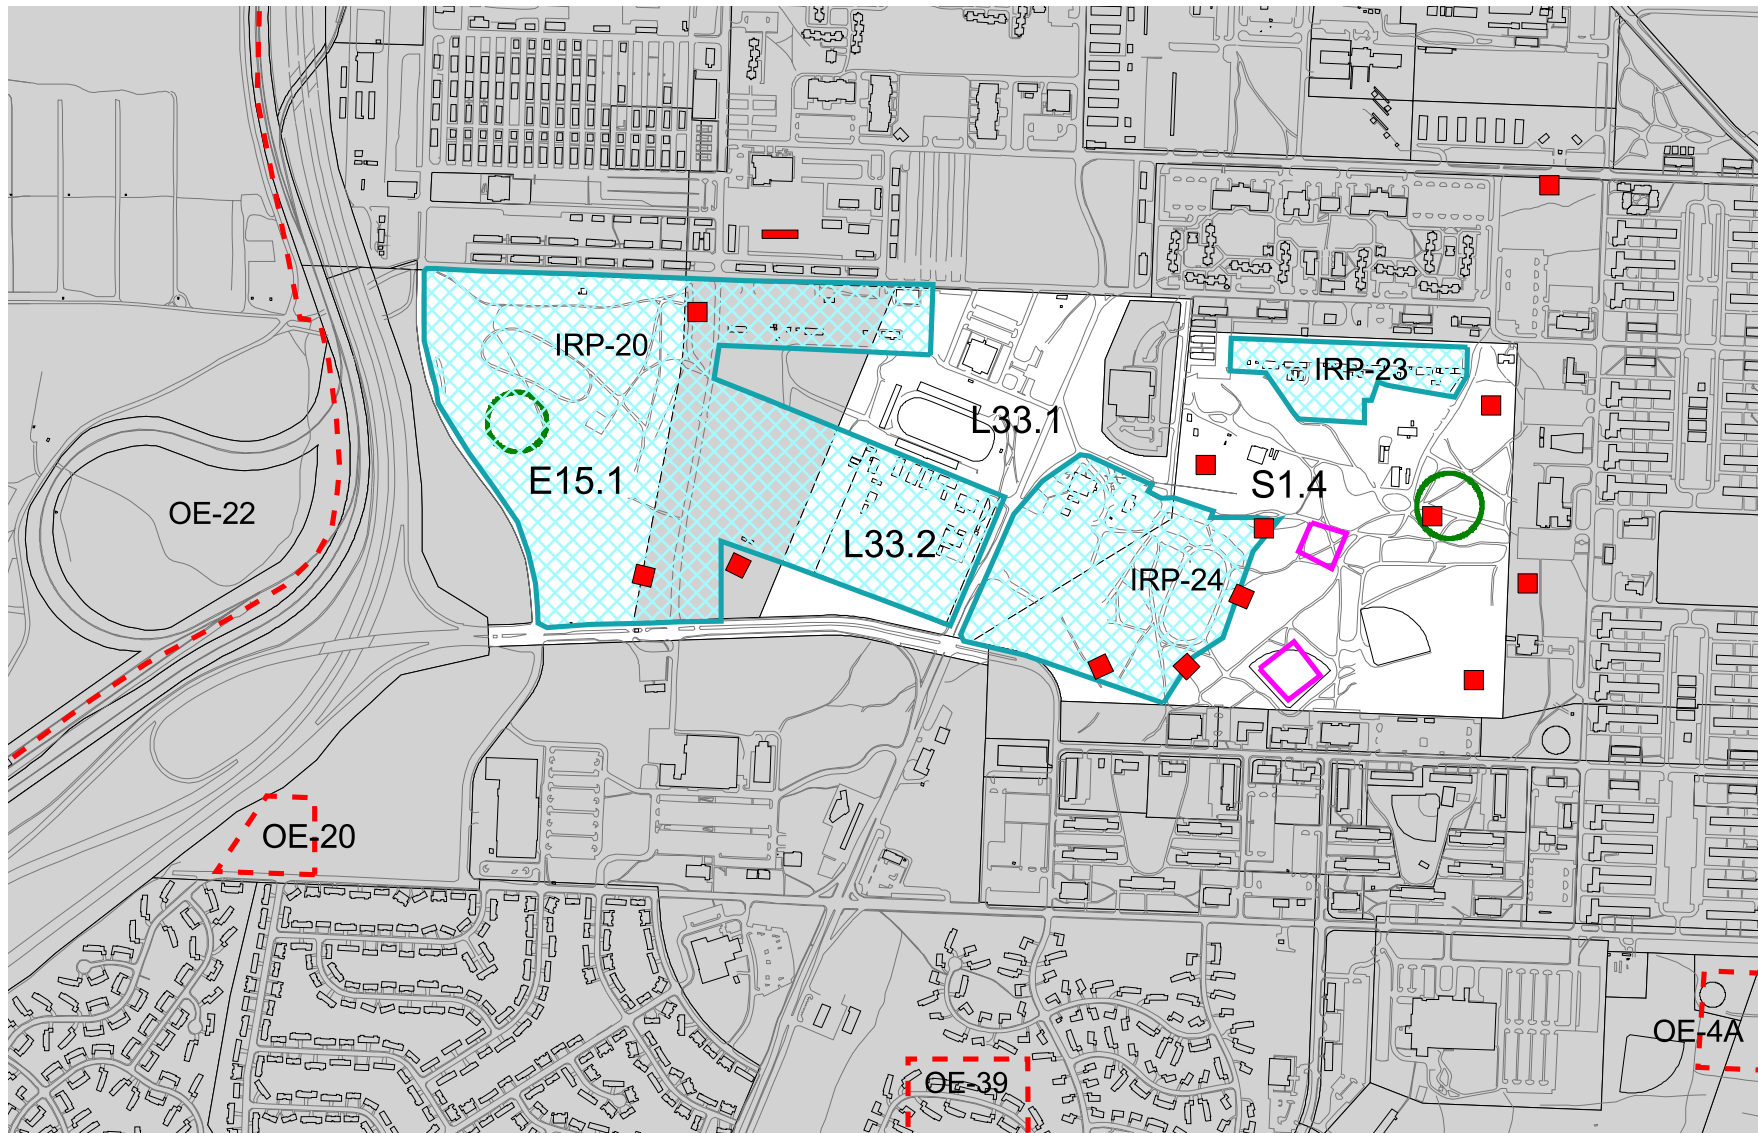 IRP-20
IRP-23
L33.1
E15.1
S1.4
OE-22
L33.2
IRP-24
OE-20
OE-4A
OE-39